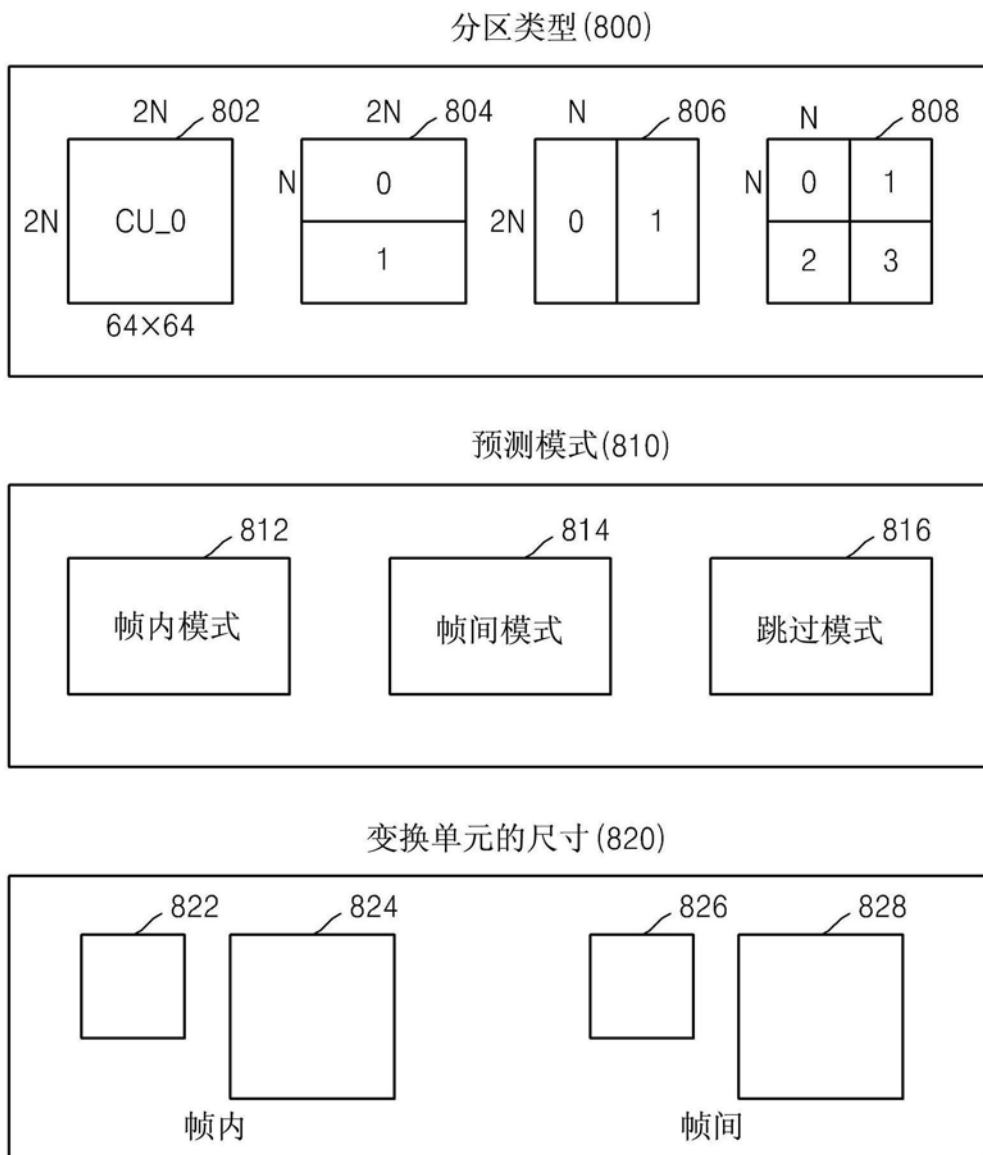 分区类型(800)
2N 802 2N 804 N 806 N 808
2N CU_0 N 0 2N 0 1 N 0 1
1 2 3
64×64
预测模式(810)
812 814 816
帧内模式 帧间模式 跳过模式
变换单元的尺寸(820)
822 824 826 828
帧内 帧间